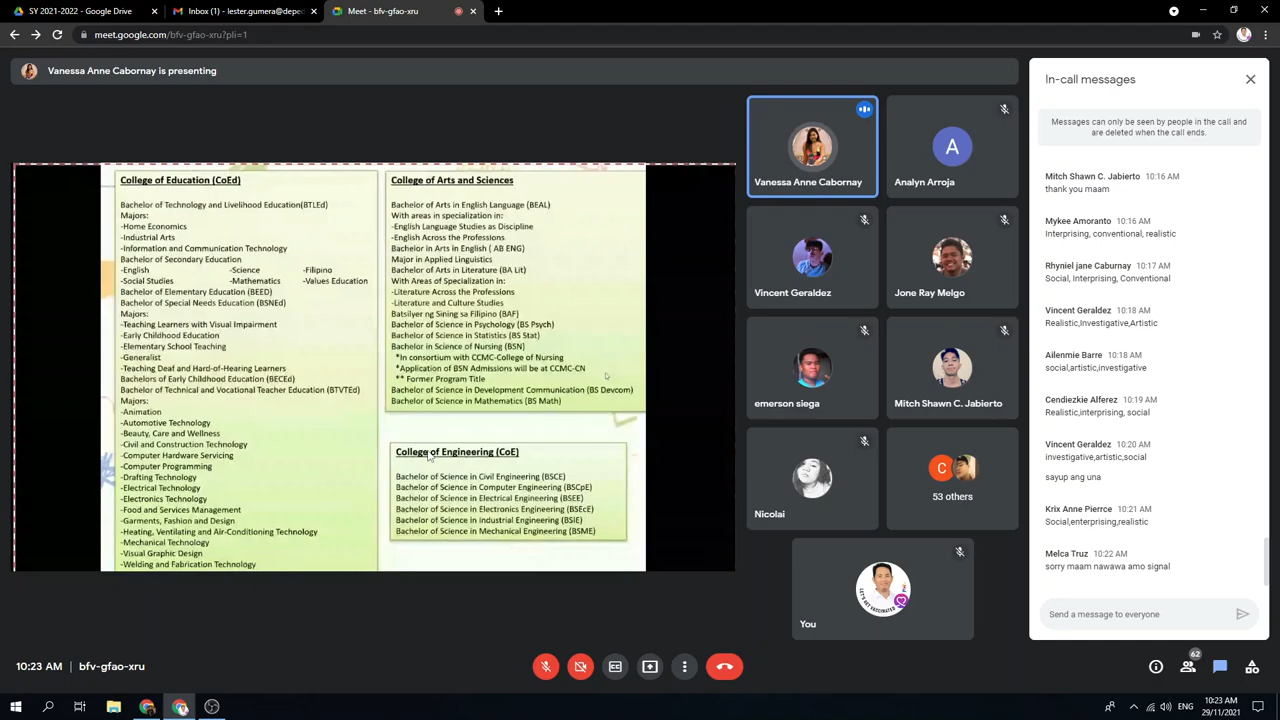 SY 2021-2022 - Google Drive
Inbox (1) - lester.gumera@deped
Meet - bfv-gfao-xru
meet.google.com/bfv-gfao-xru?pli=1
Vanessa Anne Cabornay is presenting
College of Education (CoEd)
Bachelor of Technology and Livelihood Education(BTLEd)
Majors:
-Home Economics
-Industrial Arts
-Information and Communication Technology
Bachelor of Secondary Education
-English -Science -Filipino
-Social Studies -Mathematics -Values Education
Bachelor of Elementary Education (BEED)
Bachelor of Special Needs Education (BSNEd)
Majors:
-Teaching Learners with Visual Impairment
-Early Childhood Education
-Elementary School Teaching
-Generalist
-Teaching Deaf and Hard-of-Hearing Learners
Bachelors of Early Childhood Education (BECEd)
Bachelor of Technical and Vocational Teacher Education (BTVTEd)
Majors:
-Animation
-Automotive Technology
-Beauty, Care and Wellness
-Civil and Construction Technology
-Computer Hardware Servicing
-Computer Programming
-Drafting Technology
-Electrical Technology
-Electronics Technology
-Food and Services Management
-Garments, Fashion and Design
-Heating, Ventilating and Air-Conditioning Technology
-Mechanical Technology
-Visual Graphic Design
-Welding and Fabrication Technology
College of Arts and Sciences
Bachelor of Arts in English Language (BEAL)
With areas in specialization in:
-English Language Studies as Discipline
-English Across the Professions
Bachelor in Arts in English ( AB ENG)
Major in Applied Linguistics
Bachelor of Arts in Literature (BA Lit)
With Areas of Specialization in:
-Literature Across the Professions
-Literature and Culture Studies
Batsilyer ng Sining sa Filipino (BAF)
Bachelor of Science in Psychology (BS Psych)
Bachelor of Science in Statistics (BS Stat)
Bachelor in Science of Nursing (BSN)
*In consortium with CCMC-College of Nursing
*Application of BSN Admissions will be at CCMC-CN
** Former Program Title
Bachelor of Science in Development Communication (BS Devcom)
Bachelor of Science in Mathematics (BS Math)
College of Engineering (CoE)
Bachelor of Science in Civil Engineering (BSCE)
Bachelor of Science in Computer Engineering (BSCpE)
Bachelor of Science in Electrical Engineering (BSEE)
Bachelor of Science in Electronics Engineering (BSEcE)
Bachelor of Science in Industrial Engineering (BSIE)
Bachelor of Science in Mechanical Engineering (BSME)
Vanessa Anne Cabornay
A
Analyn Arroja
Vincent Geraldez
Jone Ray Melgo
emerson siega
Mitch Shawn C. Jabierto
Nicolai
C
53 others
You
In-call messages
Messages can only be seen by people in the call and
are deleted when the call ends.
Mitch Shawn C. Jabierto 10:16 AM
thank you maam
Mykee Amoranto 10:16 AM
Interprising, conventional, realistic
Rhyniel jane Caburnay 10:17 AM
Social, Interprising, Conventional
Vincent Geraldez 10:18 AM
Realistic,Investigative,Artistic
Ailenmie Barre 10:18 AM
social,artistic,investigative
Cendiezkie Alferez 10:19 AM
Realistic,interprising, social
Vincent Geraldez 10:20 AM
investigative,artistic,social
sayup ang una
Krix Anne Pierrce 10:21 AM
Social,enterprising,realistic
Melca Truz 10:22 AM
sorry maam nawawa amo signal
Send a message to everyone
10:23 AM | bfv-gfao-xru
62
ENG
10:23 AM
29/11/2021